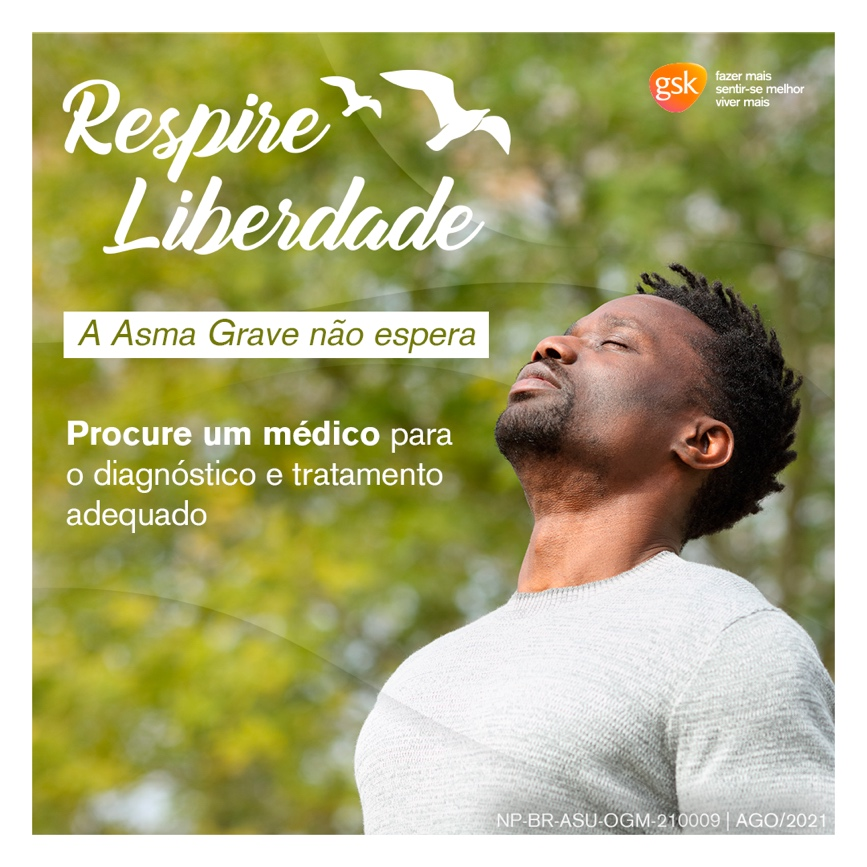 Respire
Liberdade
gsk
fazer mais
sentir-se melhor
viver mais
A Asma Grave não espera
Procure um médico para
o diagnóstico e tratamento
adequado
NP-BR-ASU-OGM-210009 | AGO/2021